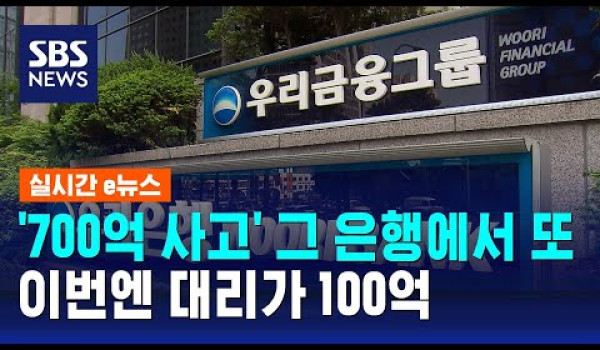 SBS
NEWS
우리금융그룹
WOORI
FINANCIAL
GROUP
실시간 e뉴스
'700억 사고' 그 은행에서 또
이번엔 대리가 100억